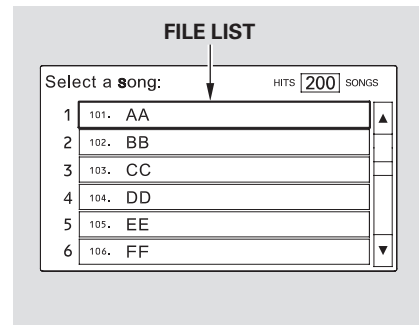 FILE LIST
Select a song: HITS 200 SONGS
1 101. AA
2 102. BB
3 103. CC
4 104. DD
5 105. EE
6 106. FF